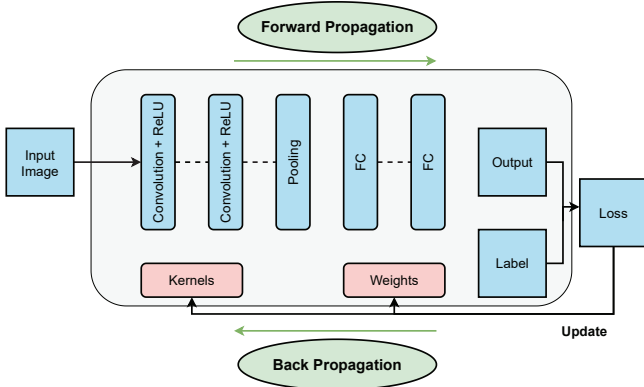 Forward Propagation
Input
Image
Convolution + ReLU
Convolution + ReLU
Pooling
FC
FC
Output
Loss
Label
Kernels
Weights
Update
Back Propagation